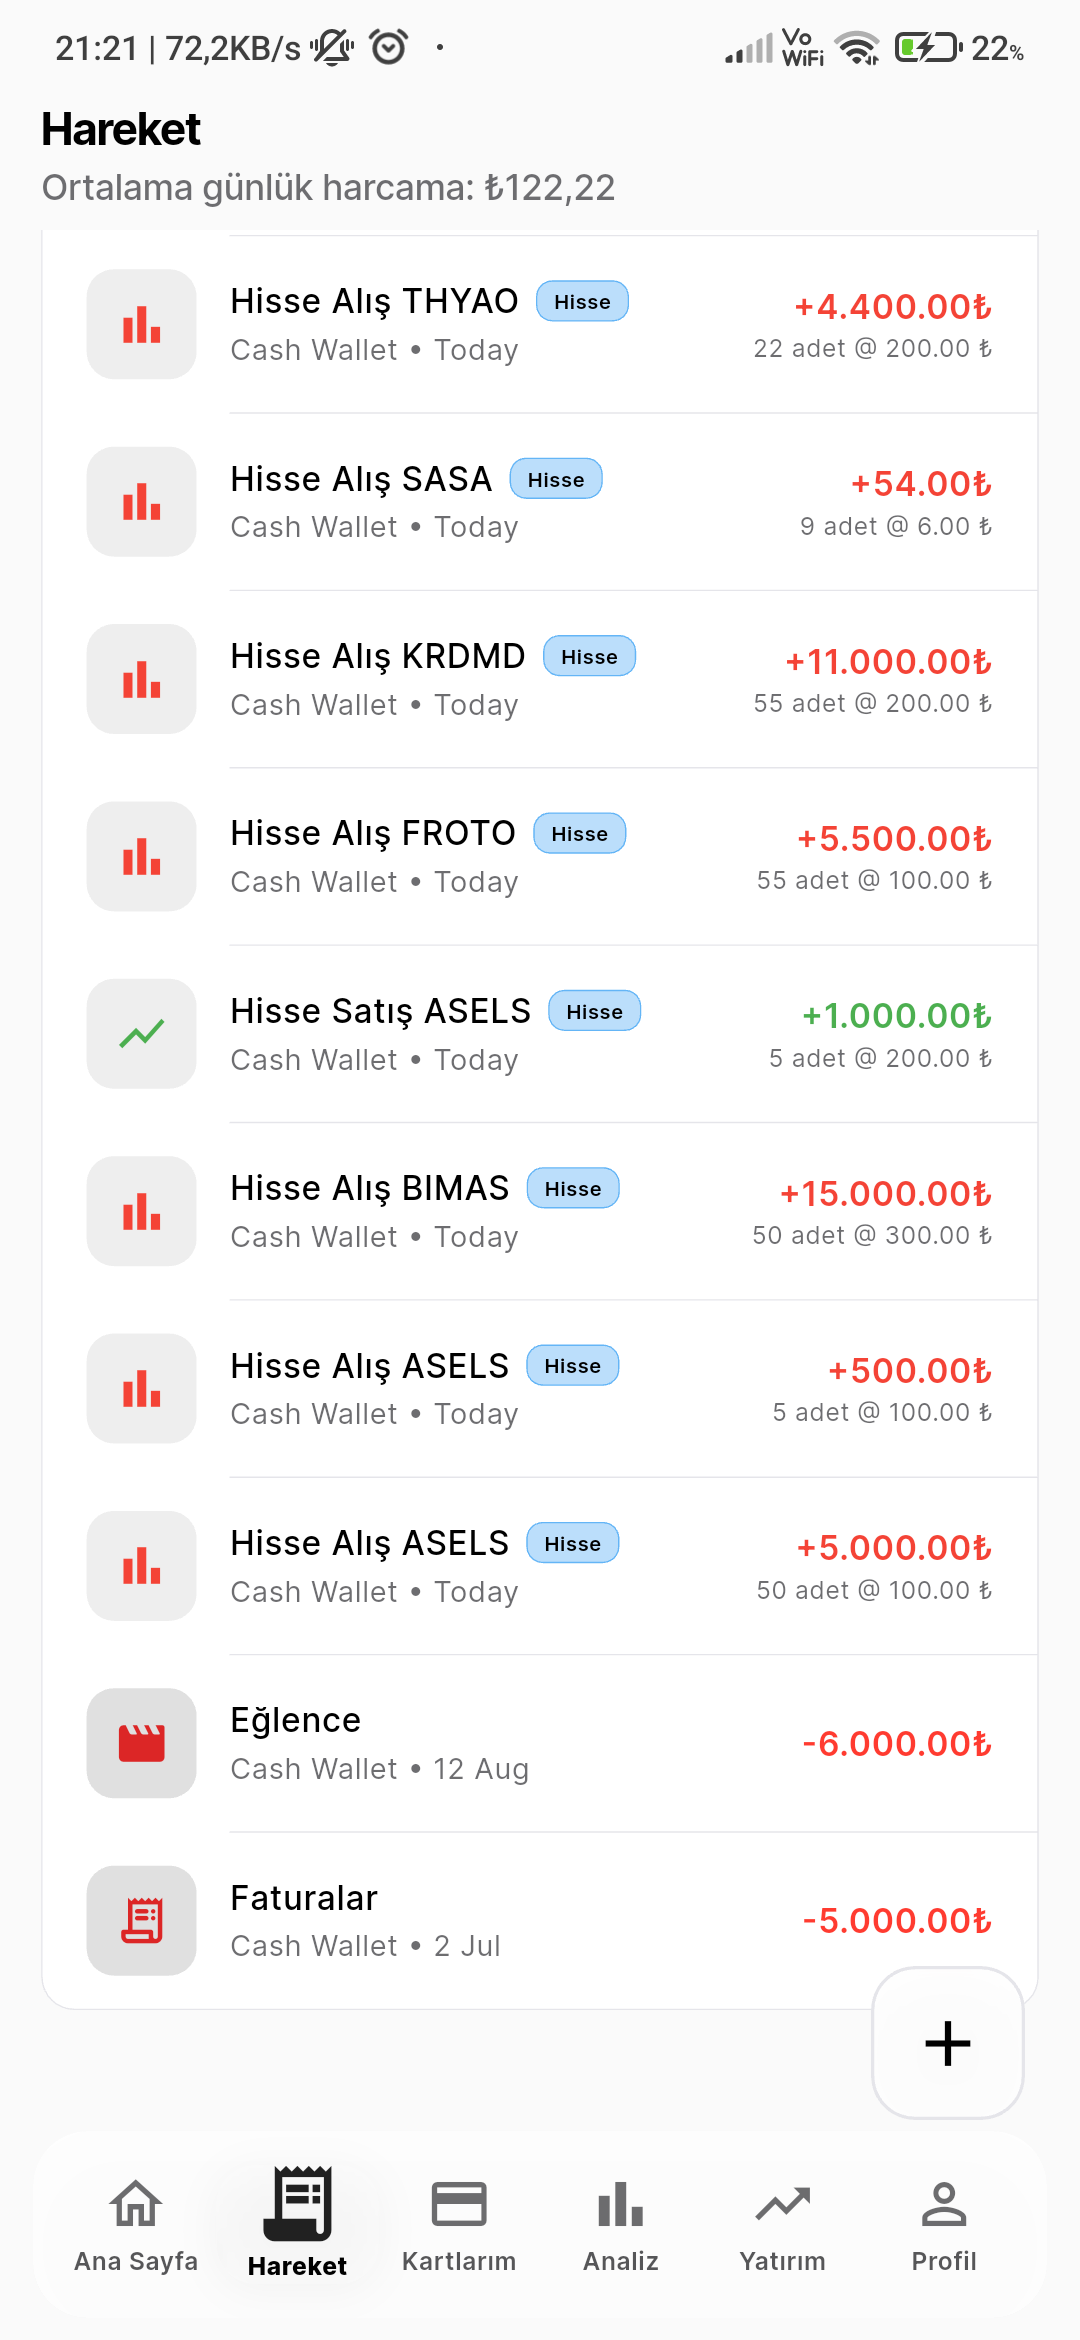 21:21 | 72,2KB/s
Vo WiFi
22%
Hareket
Ortalama günlük harcama: ₺122,22
Hisse Alış THYAO Hisse +4.400.00₺
Cash Wallet • Today 22 adet @ 200.00 ₺
Hisse Alış SASA Hisse +54.00₺
Cash Wallet • Today 9 adet @ 6.00 ₺
Hisse Alış KRDMD Hisse +11.000.00₺
Cash Wallet • Today 55 adet @ 200.00 ₺
Hisse Alış FROTO Hisse +5.500.00₺
Cash Wallet • Today 55 adet @ 100.00 ₺
Hisse Satış ASELS Hisse +1.000.00₺
Cash Wallet • Today 5 adet @ 200.00 ₺
Hisse Alış BIMAS Hisse +15.000.00₺
Cash Wallet • Today 50 adet @ 300.00 ₺
Hisse Alış ASELS Hisse +500.00₺
Cash Wallet • Today 5 adet @ 100.00 ₺
Hisse Alış ASELS Hisse +5.000.00₺
Cash Wallet • Today 50 adet @ 100.00 ₺
Eğlence -6.000.00₺
Cash Wallet • 12 Aug
Faturalar -5.000.00₺
Cash Wallet • 2 Jul
Ana Sayfa Hareket Kartlarım Analiz Yatırım Profil